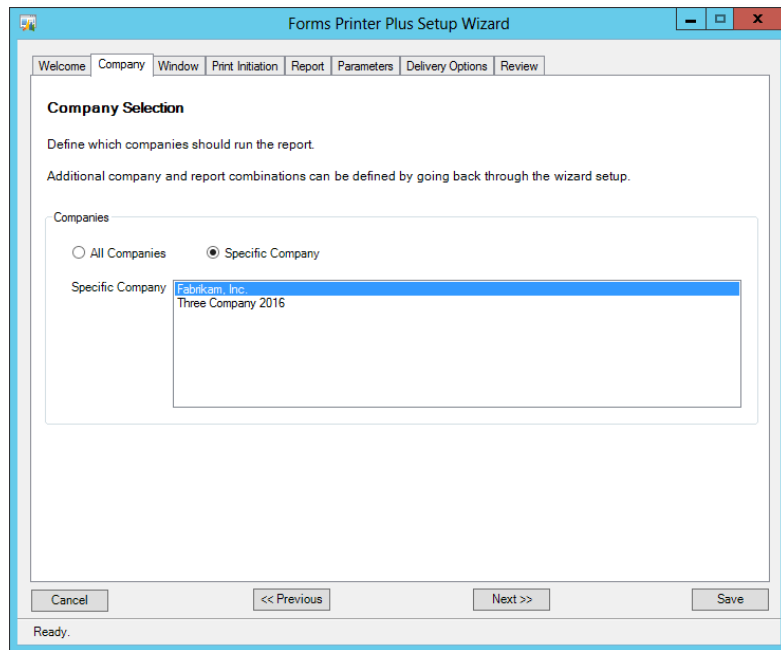 Forms Printer Plus Setup Wizard
Welcome Company Window Print Initiation Report Parameters Delivery Options Review
Company Selection
Define which companies should run the report.
Additional company and report combinations can be defined by going back through the wizard setup.
Companies
All Companies Specific Company
Specific Company Fabrikam, Inc.
Three Company 2016
Cancel << Previous Next >> Save
Ready.